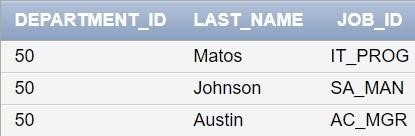 DEPARTMENT_ID LAST_NAME JOB_ID
50 Matos IT_PROG
50 Johnson SA_MAN
50 Austin AC_MGR